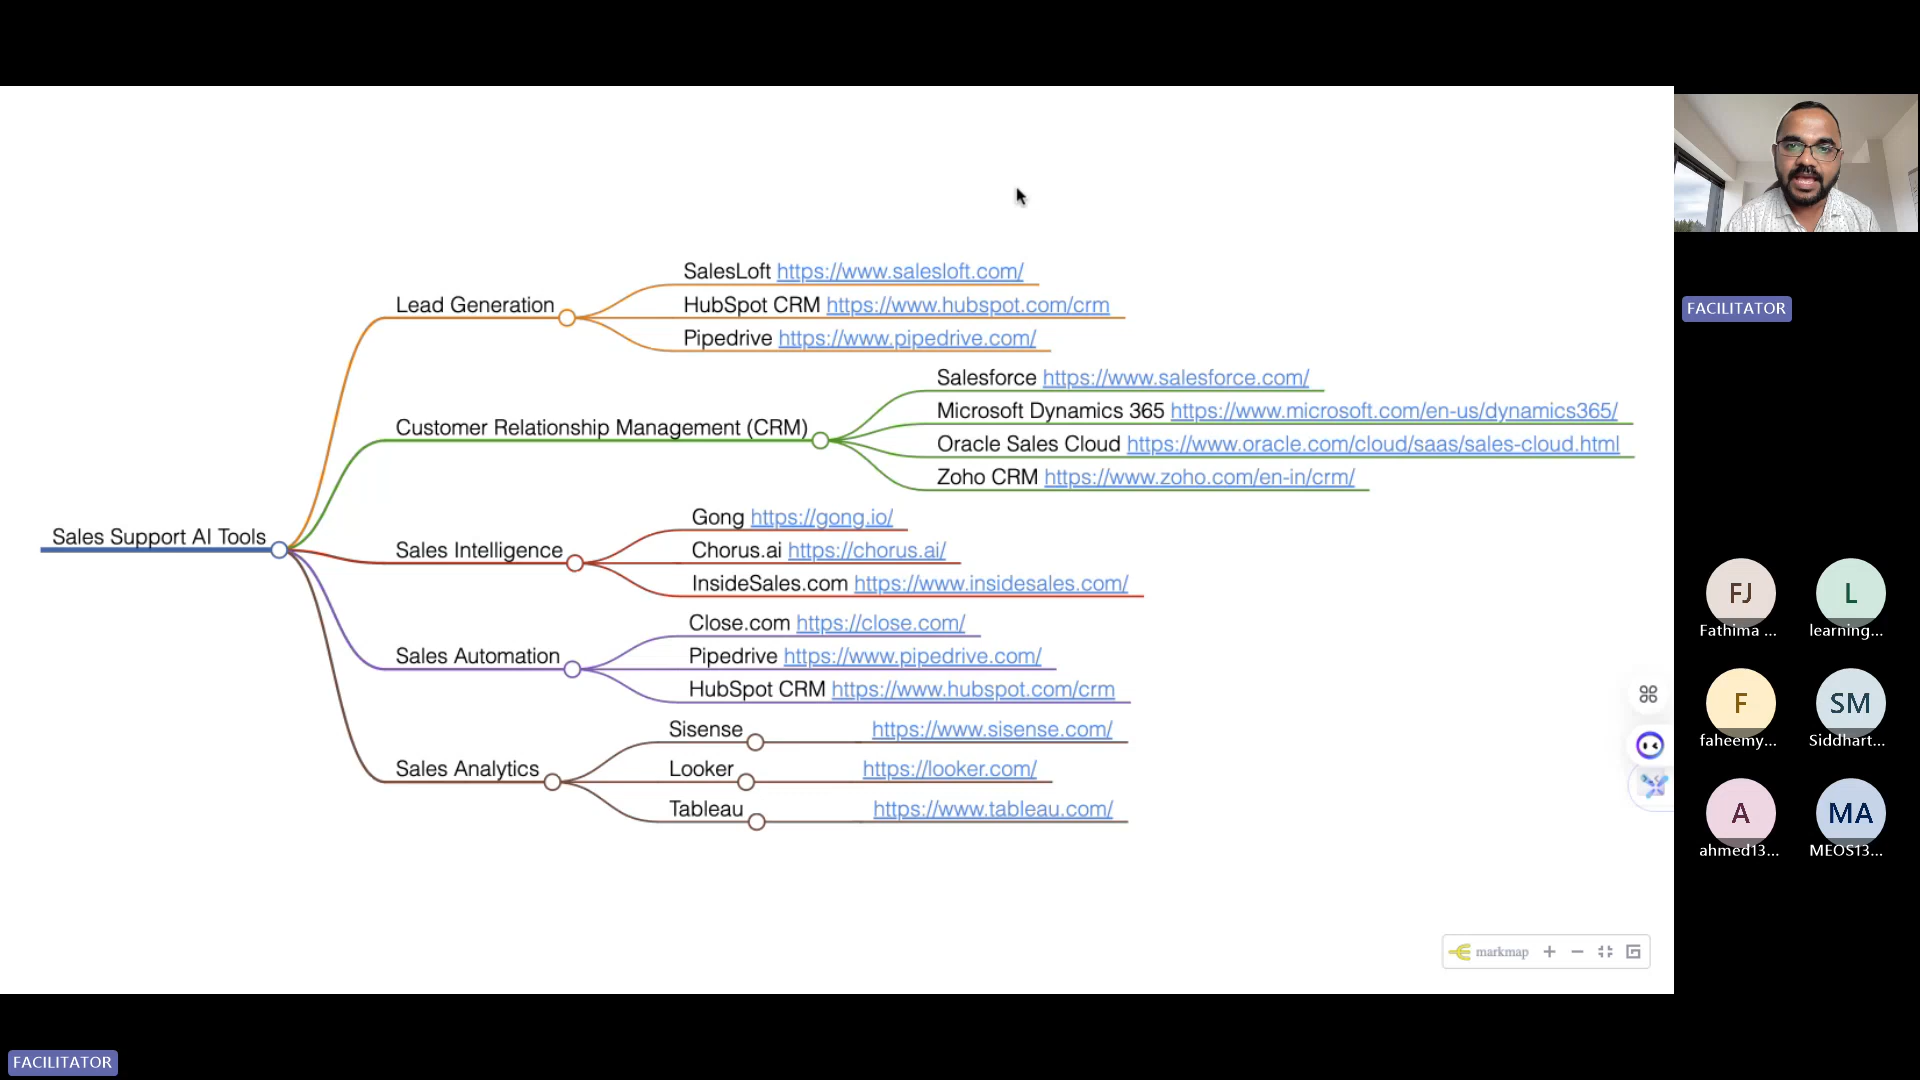 Sales Support AI Tools
Lead Generation
SalesLoft https://www.salesloft.com/
HubSpot CRM https://www.hubspot.com/crm
Pipedrive https://www.pipedrive.com/
Customer Relationship Management (CRM)
Salesforce https://www.salesforce.com/
Microsoft Dynamics 365 https://www.microsoft.com/en-us/dynamics365/
Oracle Sales Cloud https://www.oracle.com/cloud/saas/sales-cloud.html
Zoho CRM https://www.zoho.com/en-in/crm/
Sales Intelligence
Gong https://gong.io/
Chorus.ai https://chorus.ai/
InsideSales.com https://www.insidesales.com/
Sales Automation
Close.com https://close.com/
Pipedrive https://www.pipedrive.com/
HubSpot CRM https://www.hubspot.com/crm
Sales Analytics
Sisense https://www.sisense.com/
Looker https://looker.com/
Tableau https://www.tableau.com/
markmap
FACILITATOR
FJ
Fathima ...
L
learning...
F
faheemy...
SM
Siddhart...
A
ahmed13...
MA
MEOS13...
FACILITATOR